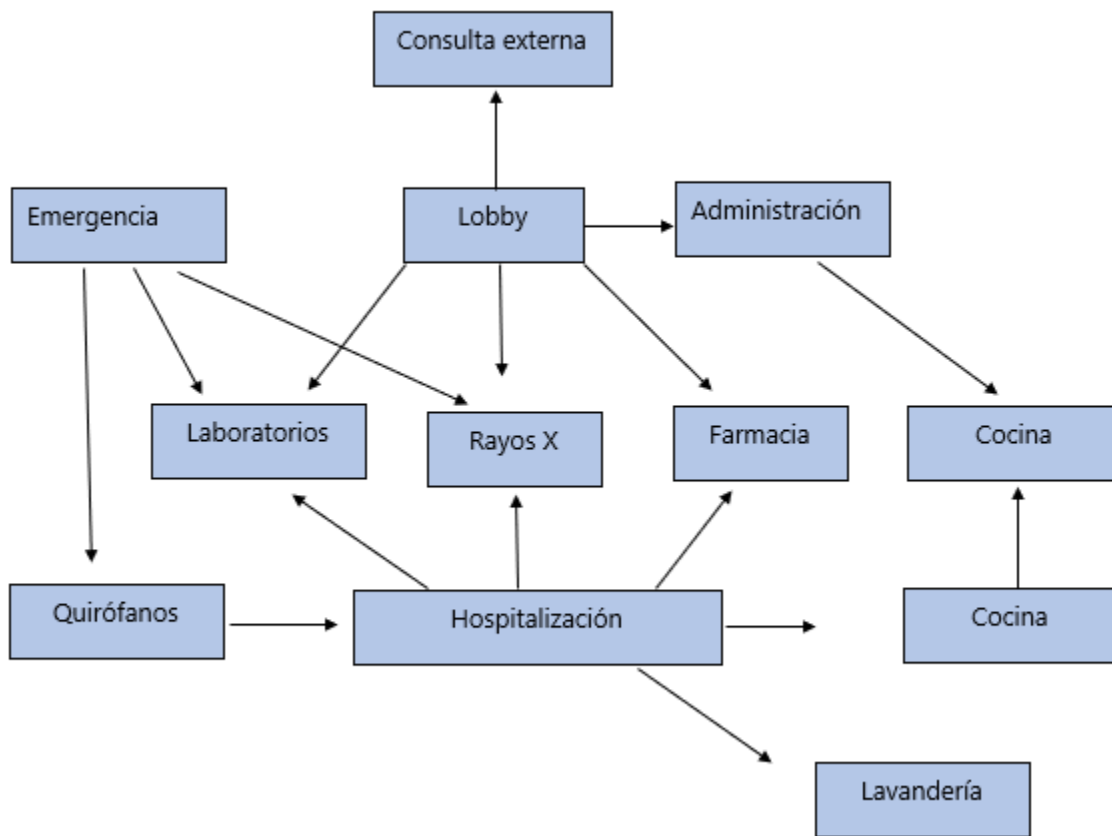 Consulta externa
Emergencia
Lobby
Administración
Laboratorios
Rayos X
Farmacia
Cocina
Quirófanos
Hospitalización
Cocina
Lavandería